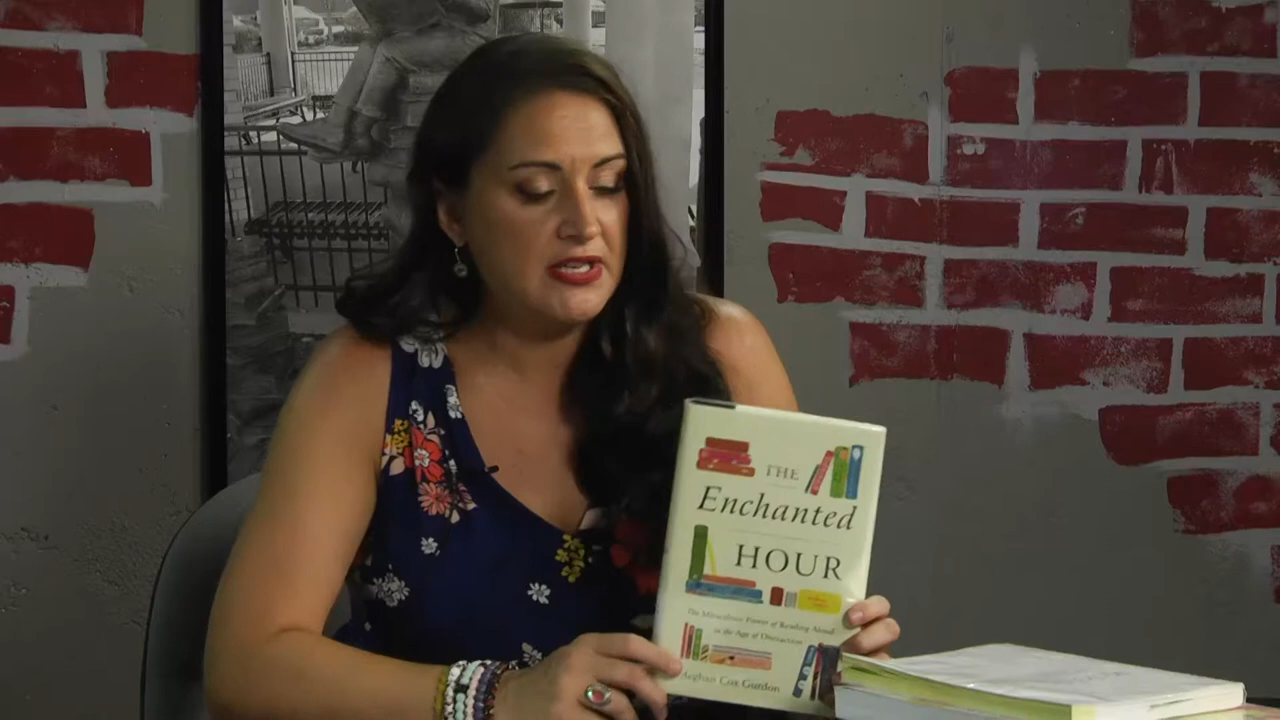 THE
Enchanted
HOUR
The Miraculous Power of Reading Aloud
in the Age of Distraction
Meghan Cox Gurdon